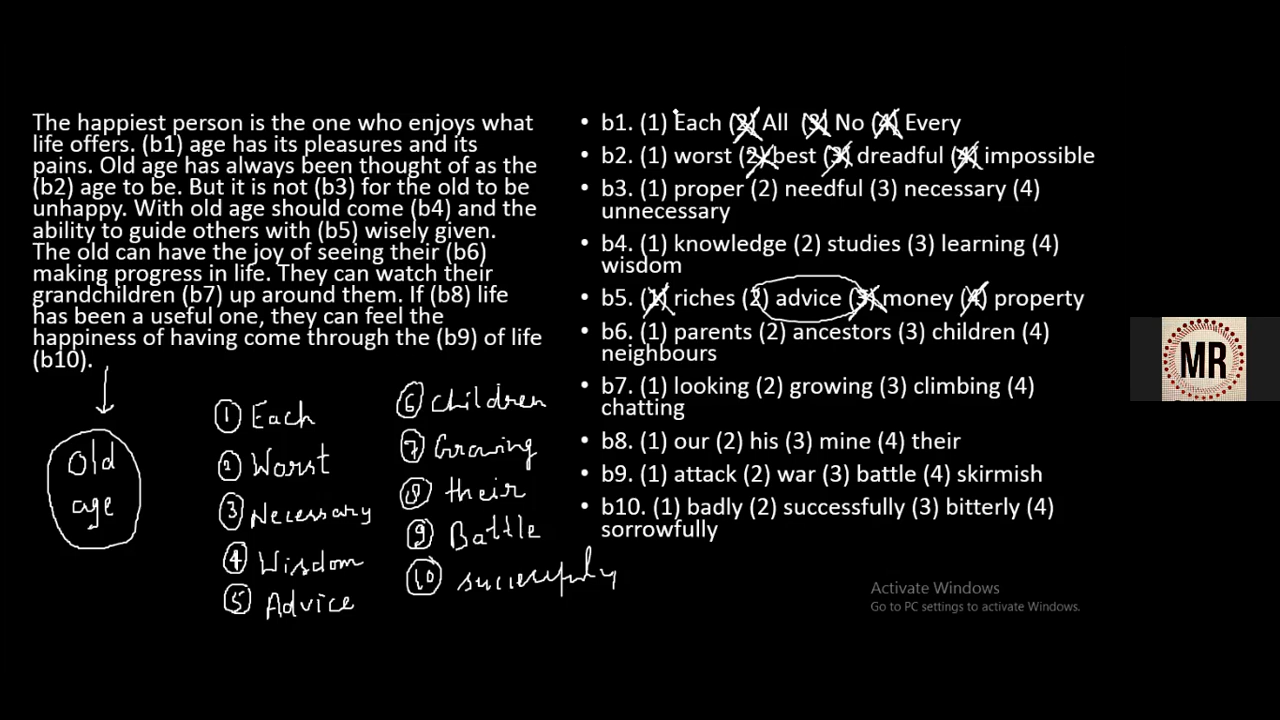 The happiest person is the one who enjoys what
life offers. (b1) age has its pleasures and its
pains. Old age has always been thought of as the
(b2) age to be. But it is not (b3) for the old to be
unhappy. With old age should come (b4) and the
ability to guide others with (b5) wisely given.
The old can have the joy of seeing their (b6)
making progress in life. They can watch their
grandchildren (b7) up around them. If (b8) life
has been a useful one, they can feel the
happiness of having come through the (b9) of life
(b10).
Old
age
1 Each
2 Worst
3 Necessary
4 Wisdom
5 Advice
6 children
7 Growing
8 their
9 Battle
10 successfully
• b1. (1) Each (2) All (3) No (4) Every
• b2. (1) worst (2) best (3) dreadful (4) impossible
• b3. (1) proper (2) needful (3) necessary (4)
unnecessary
• b4. (1) knowledge (2) studies (3) learning (4)
wisdom
• b5. (1) riches (2) advice (3) money (4) property
• b6. (1) parents (2) ancestors (3) children (4)
neighbours
• b7. (1) looking (2) growing (3) climbing (4)
chatting
• b8. (1) our (2) his (3) mine (4) their
• b9. (1) attack (2) war (3) battle (4) skirmish
• b10. (1) badly (2) successfully (3) bitterly (4)
sorrowfully
MR
Activate Windows
Go to PC settings to activate Windows.